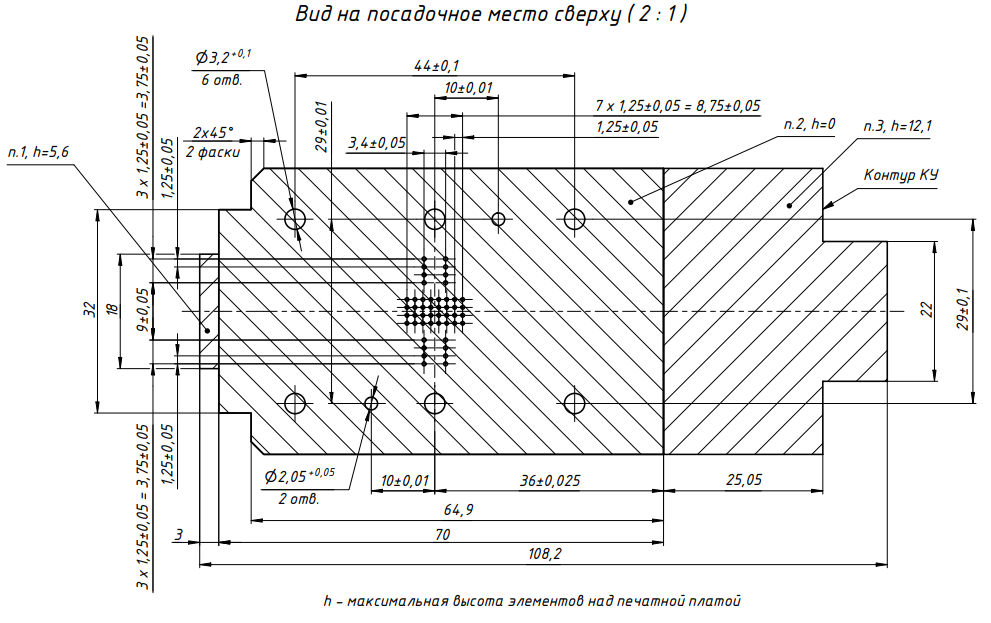 Вид на посадочное место сверху ( 2 : 1 )
3 x 1,25±0,05 =3,75±0,05
1,25±0,05
Ø3,2+0,1
6 отв.
44±0,1
10±0,01
7 x 1,25±0,05 = 8,75±0,05
1,25±0,05
29±0,01
3,4±0,05
2x45°
2 фаски
п.1, h=5,6
п.2, h=0
п.3, h=12,1
Контур КУ
32
18
9±0,05
22
29±0,1
3 x 1,25±0,05 = 3,75±0,05
1,25±0,05
Ø2,05+0,05
2 отв.
10±0,01
36±0,025
25,05
64,9
3
70
108,2
h – максимальная высота элементов над печатной платой